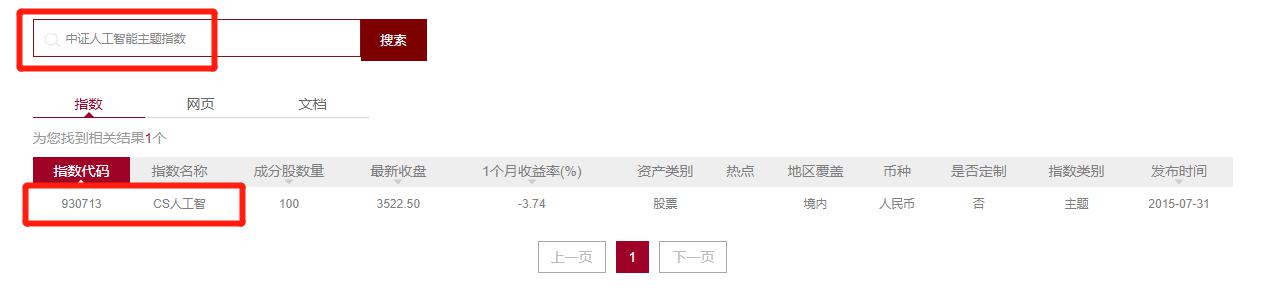 中证人工智能主题指数 搜索
指数 网页 文档
为您找到相关结果1个
指数代码 指数名称 成分股数量 最新收盘 1个月收益率(%) 资产类别 热点 地区覆盖 币种 是否定制 指数类别 发布时间
930713 CS人工智 100 3522.50 -3.74 股票 境内 人民币 否 主题 2015-07-31
上一页 1 下一页